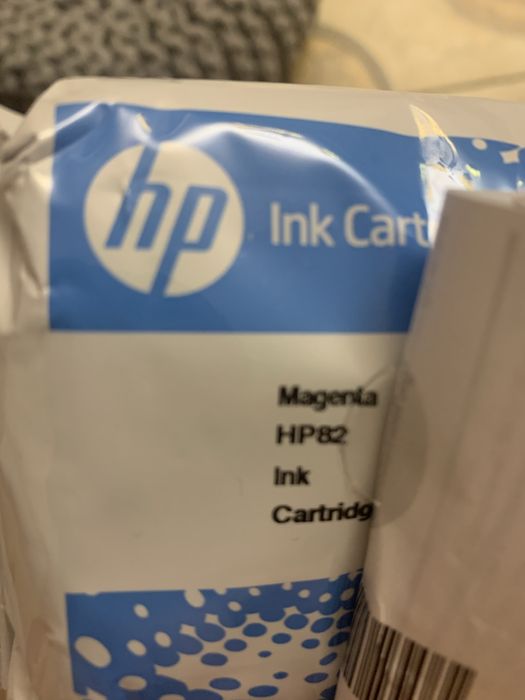 hp
Ink Cart
Magenta
HP82
Ink
Cartridg